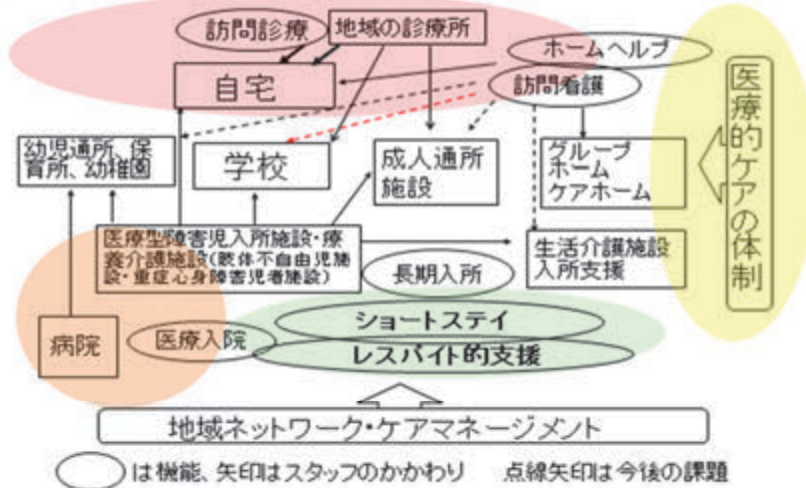 訪問診療
地域の診療所
ホームヘルプ
自宅
訪問看護
医療的ケアの体制
幼児通所、保
育所、幼稚園
学校
成人通所
施設
グループ
ホーム
ケアホーム
医療型障害児入所施設・療
養介護施設(肢体不自由児施
設・重症心身障害児者施設)
長期入所
生活介護施設
入所支援
病院
医療入院
ショートステイ
レスパイト的支援
地域ネットワーク・ケアマネージメント
は機能、矢印はスタッフのかかわり 点線矢印は今後の課題